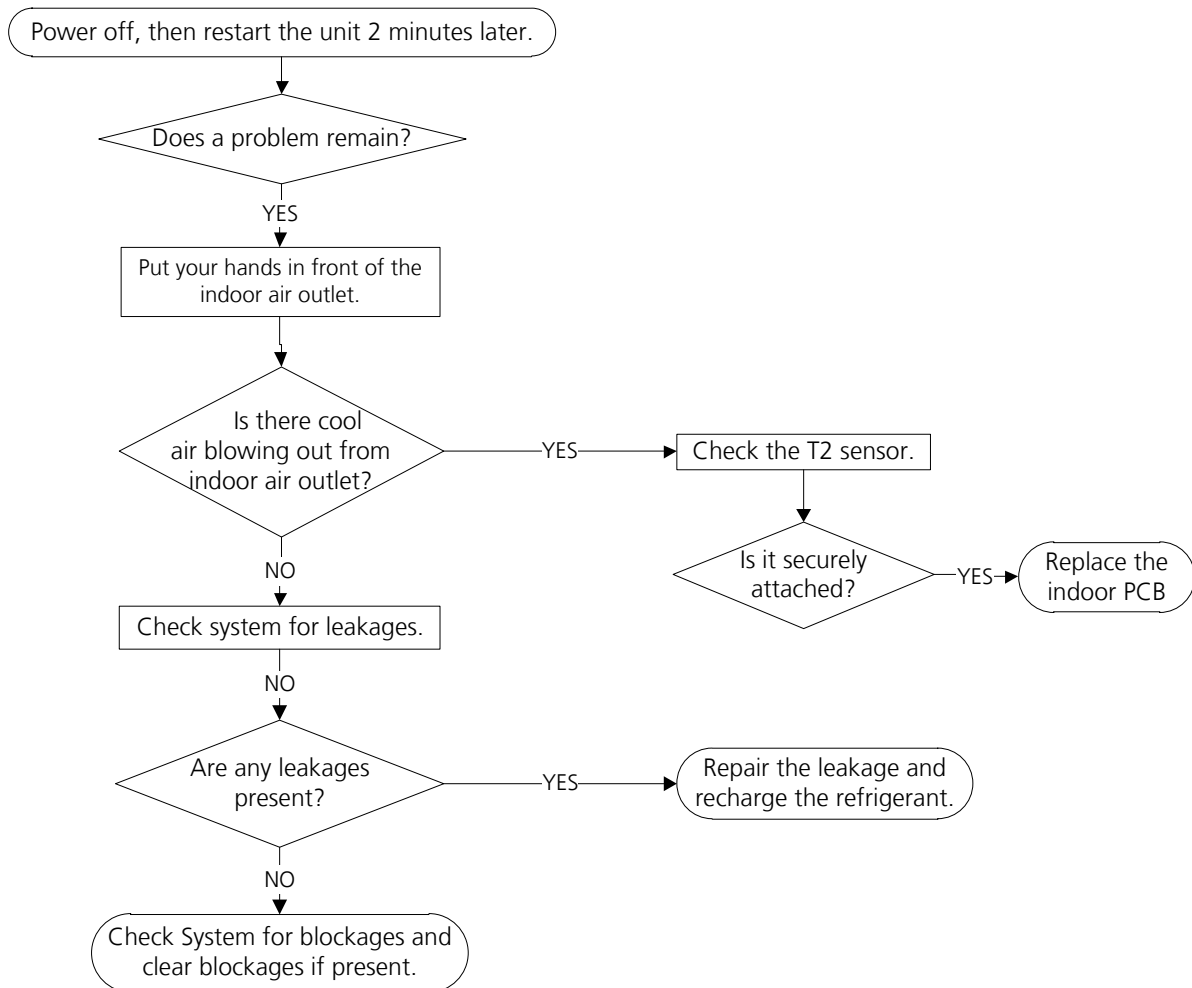 Power off, then restart the unit 2 minutes later.
Does a problem remain?
YES
Put your hands in front of the
indoor air outlet.
Is there cool
air blowing out from
indoor air outlet?
YES
Check the T2 sensor.
Is it securely
attached?
YES
Replace the
indoor PCB
NO
Check system for leakages.
NO
Are any leakages
present?
YES
Repair the leakage and
recharge the refrigerant.
NO
Check System for blockages and
clear blockages if present.